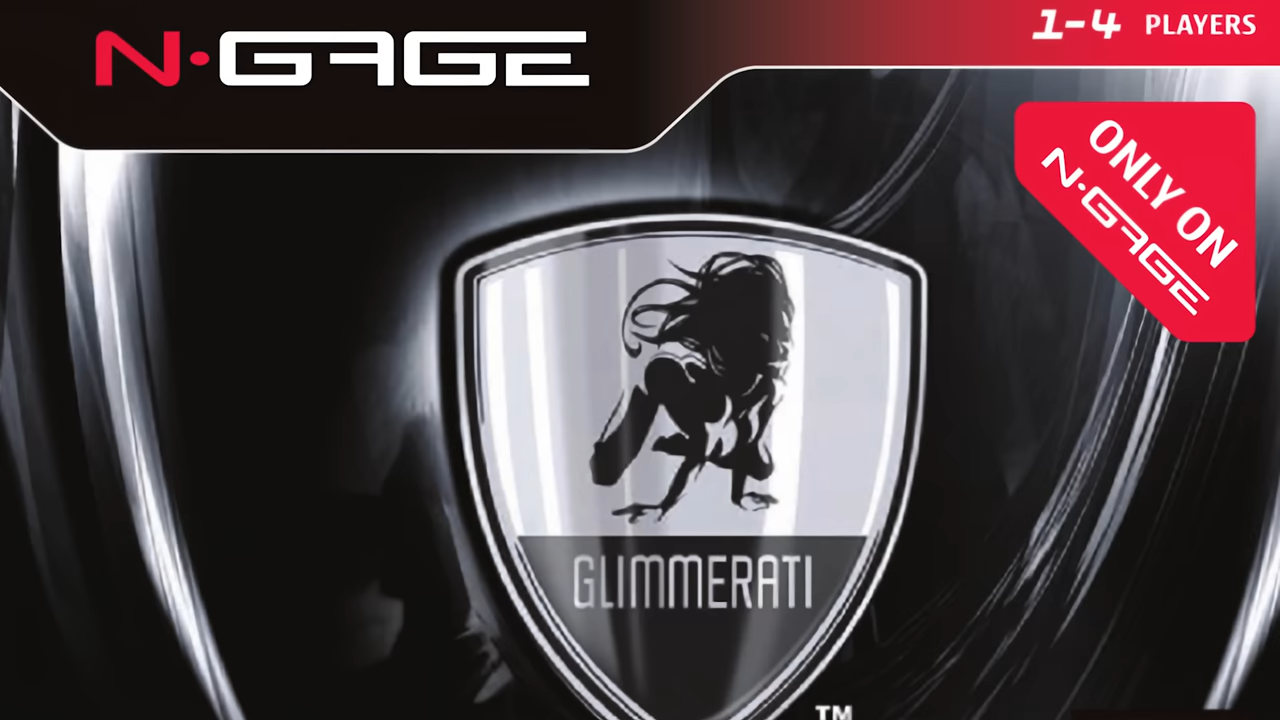 N·GAGE
1-4 PLAYERS
ONLY ON
N·GAGE
GLIMMERATI
TM